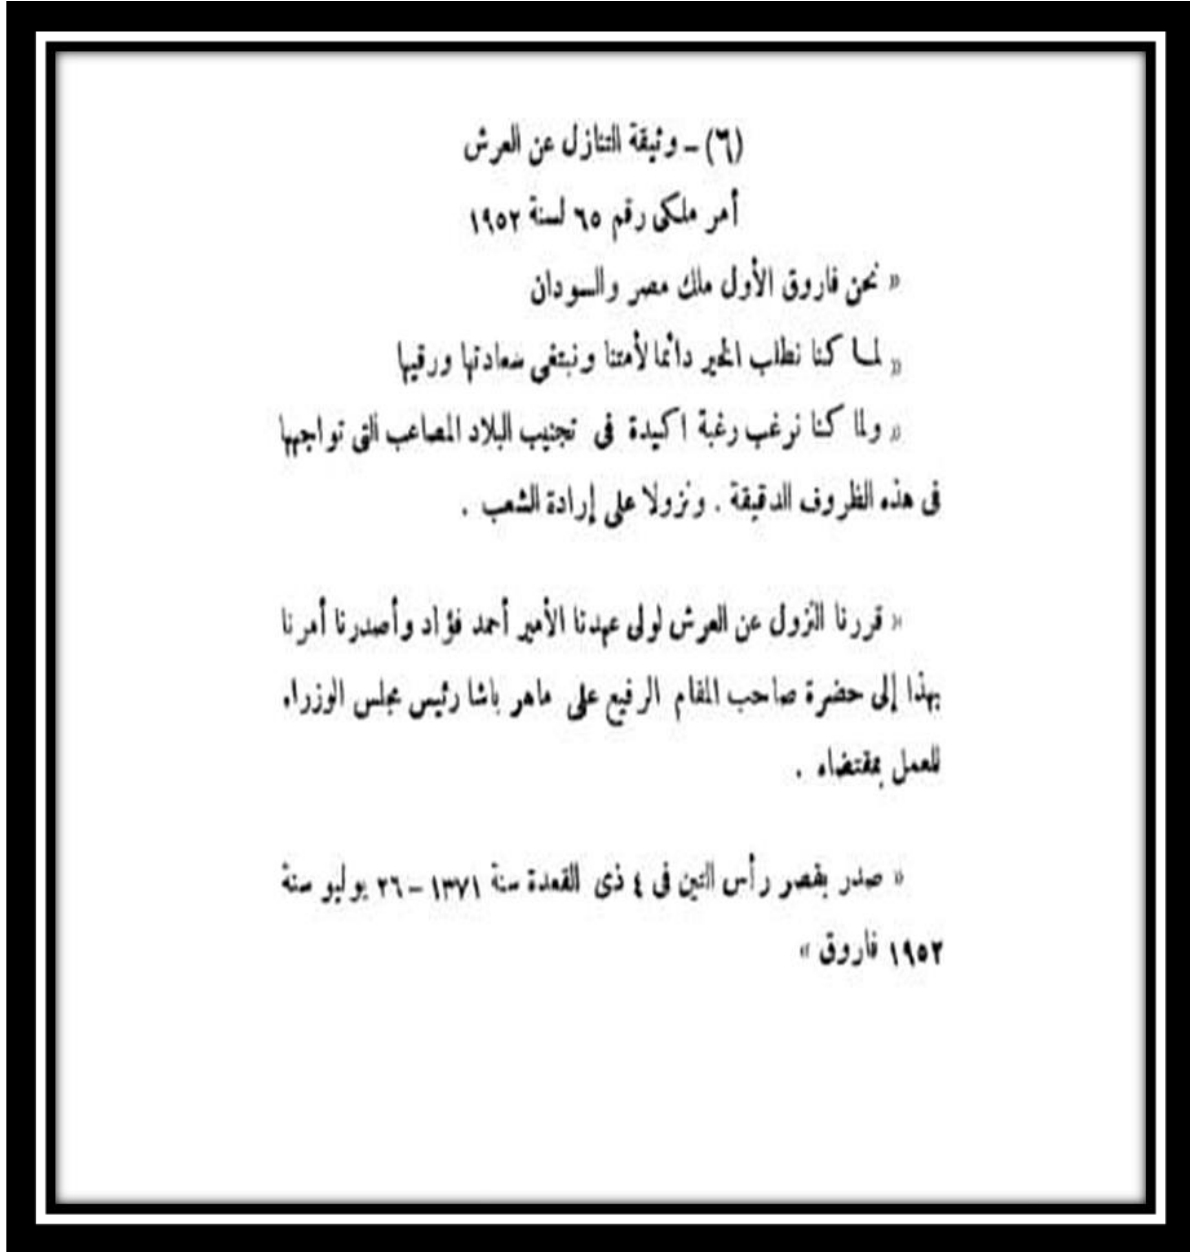 (٦) – وثيقة التنازل عن العرش
أمر ملكى رقم ٦٥ لسنة ١٩٥٢
« نحن فاروق الأول ملك مصر والسودان
« لما كنا نطلب الخير دائما لأمتنا ونبتغى سعادتها ورقيها
« ولما كنا نرغب رغبة اكيدة فى تجنيب البلاد المصاعب التى تواجهها
فى هذه الظروف الدقيقة . ونزولا على إرادة الشعب .
« قررنا النزول عن العرش لولى عهدنا الأمير أحمد فؤاد وأصدرنا أمرنا
بهذا إلى حضرة صاحب المقام الرفيع على ماهر باشا رئيس مجلس الوزراء
للعمل بمقتضاه .
« صدر بقصر رأس التين فى ٤ ذى القعدة سنة ١٣٧١ – ٢٦ يوليو سنة
١٩٥٢ فاروق »